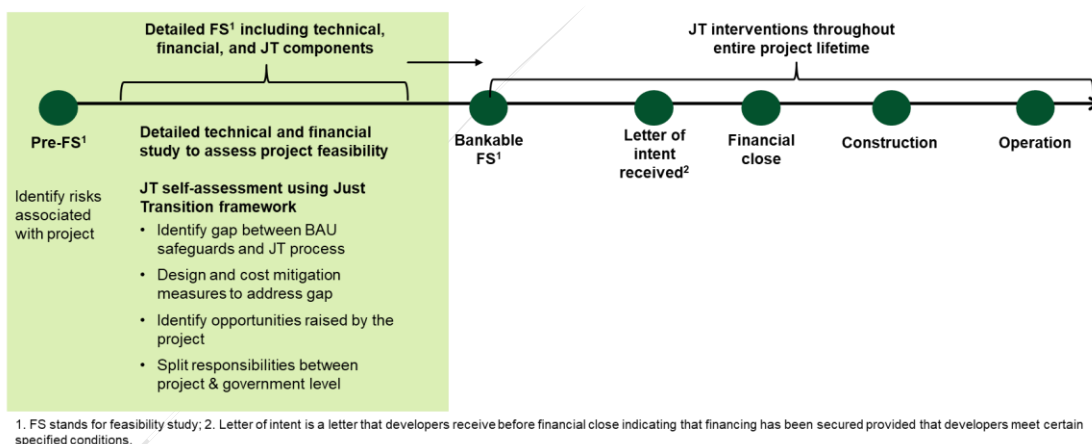 Detailed FS¹ including technical,
financial, and JT components
JT interventions throughout
entire project lifetime
Pre-FS¹
Identify risks
associated
with project
Detailed technical and financial
study to assess project feasibility
JT self-assessment using Just
Transition framework
• Identify gap between BAU
safeguards and JT process
• Design and cost mitigation
measures to address gap
• Identify opportunities raised by the
project
• Split responsibilities between
project & government level
Bankable
FS¹
Letter of
intent
received²
Financial
close
Construction
Operation
1. FS stands for feasibility study; 2. Letter of intent is a letter that developers receive before financial close indicating that financing has been secured provided that developers meet certain
specified conditions.